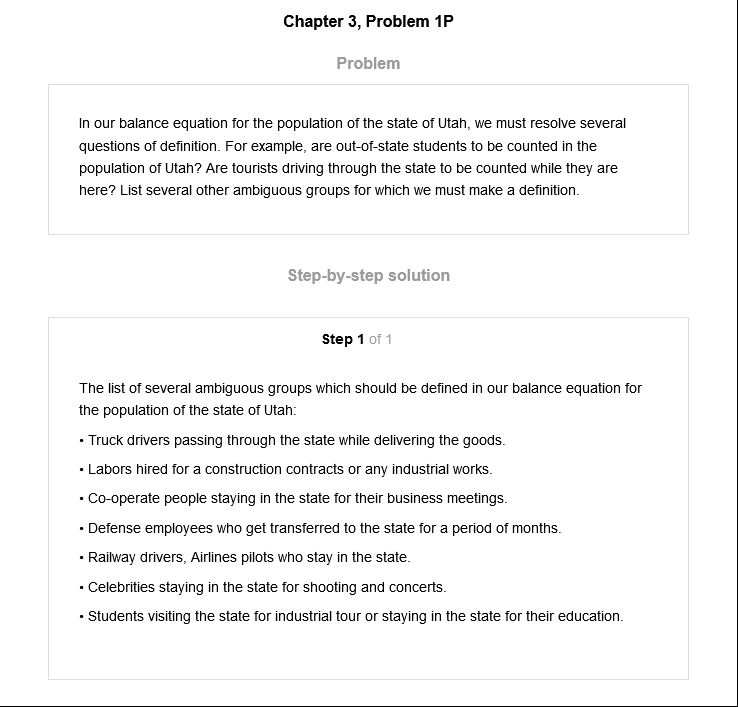 Chapter 3, Problem 1P
Problem
In our balance equation for the population of the state of Utah, we must resolve several
questions of definition. For example, are out-of-state students to be counted in the
population of Utah? Are tourists driving through the state to be counted while they are
here? List several other ambiguous groups for which we must make a definition.
Step-by-step solution
Step 1 of 1
The list of several ambiguous groups which should be defined in our balance equation for
the population of the state of Utah:
• Truck drivers passing through the state while delivering the goods.
• Labors hired for a construction contracts or any industrial works.
• Co-operate people staying in the state for their business meetings.
• Defense employees who get transferred to the state for a period of months.
• Railway drivers, Airlines pilots who stay in the state.
• Celebrities staying in the state for shooting and concerts.
• Students visiting the state for industrial tour or staying in the state for their education.